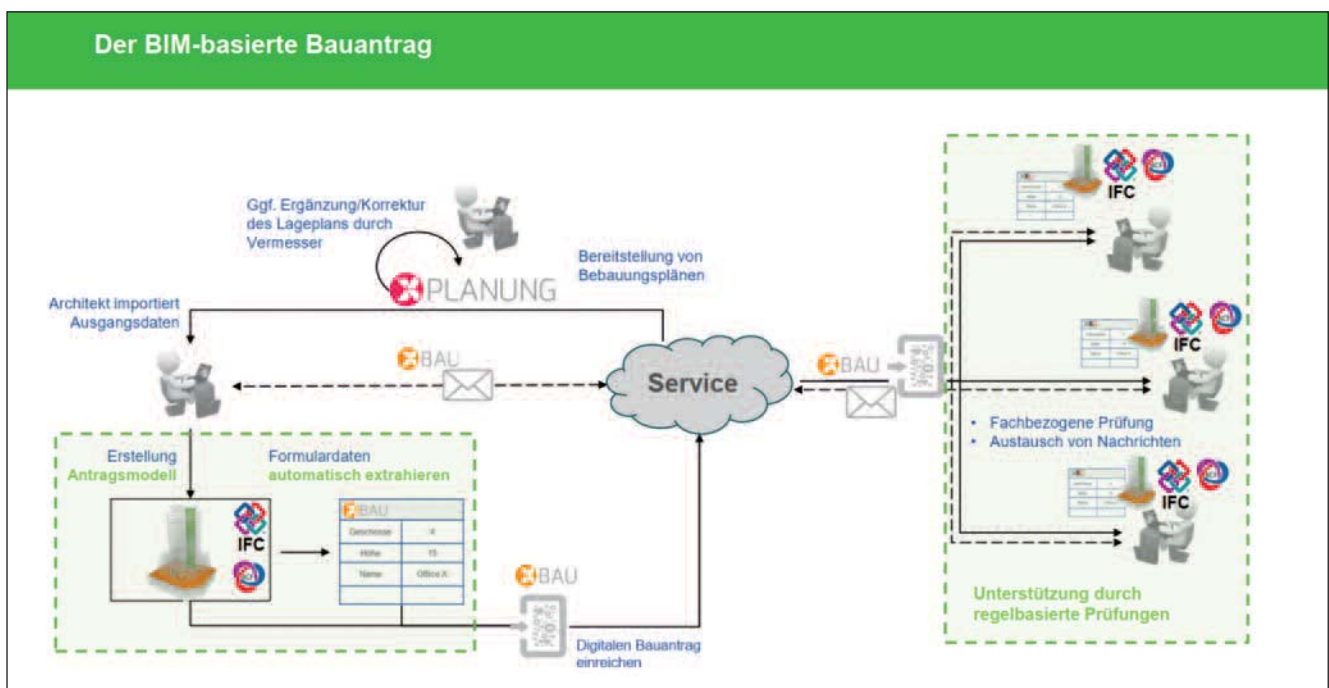 Der BIM-basierte Bauantrag
Ggf. Ergänzung/Korrektur
des Lageplans durch
Vermesser
PLANUNG
Bereitstellung von
Bebauungsplänen
Architekt importiert
Ausgangsdaten
BAU
Service
BAU
Erstellung
Antragsmodell
Formulardaten
automatisch extrahieren
IFC
BAU
Geschosse 4
Höhe 15
Name Office A
BAU
Digitalen Bauantrag
einreichen
IFC
IFC
• Fachbezogene Prüfung
• Austausch von Nachrichten
IFC
Unterstützung durch
regelbasierte Prüfungen